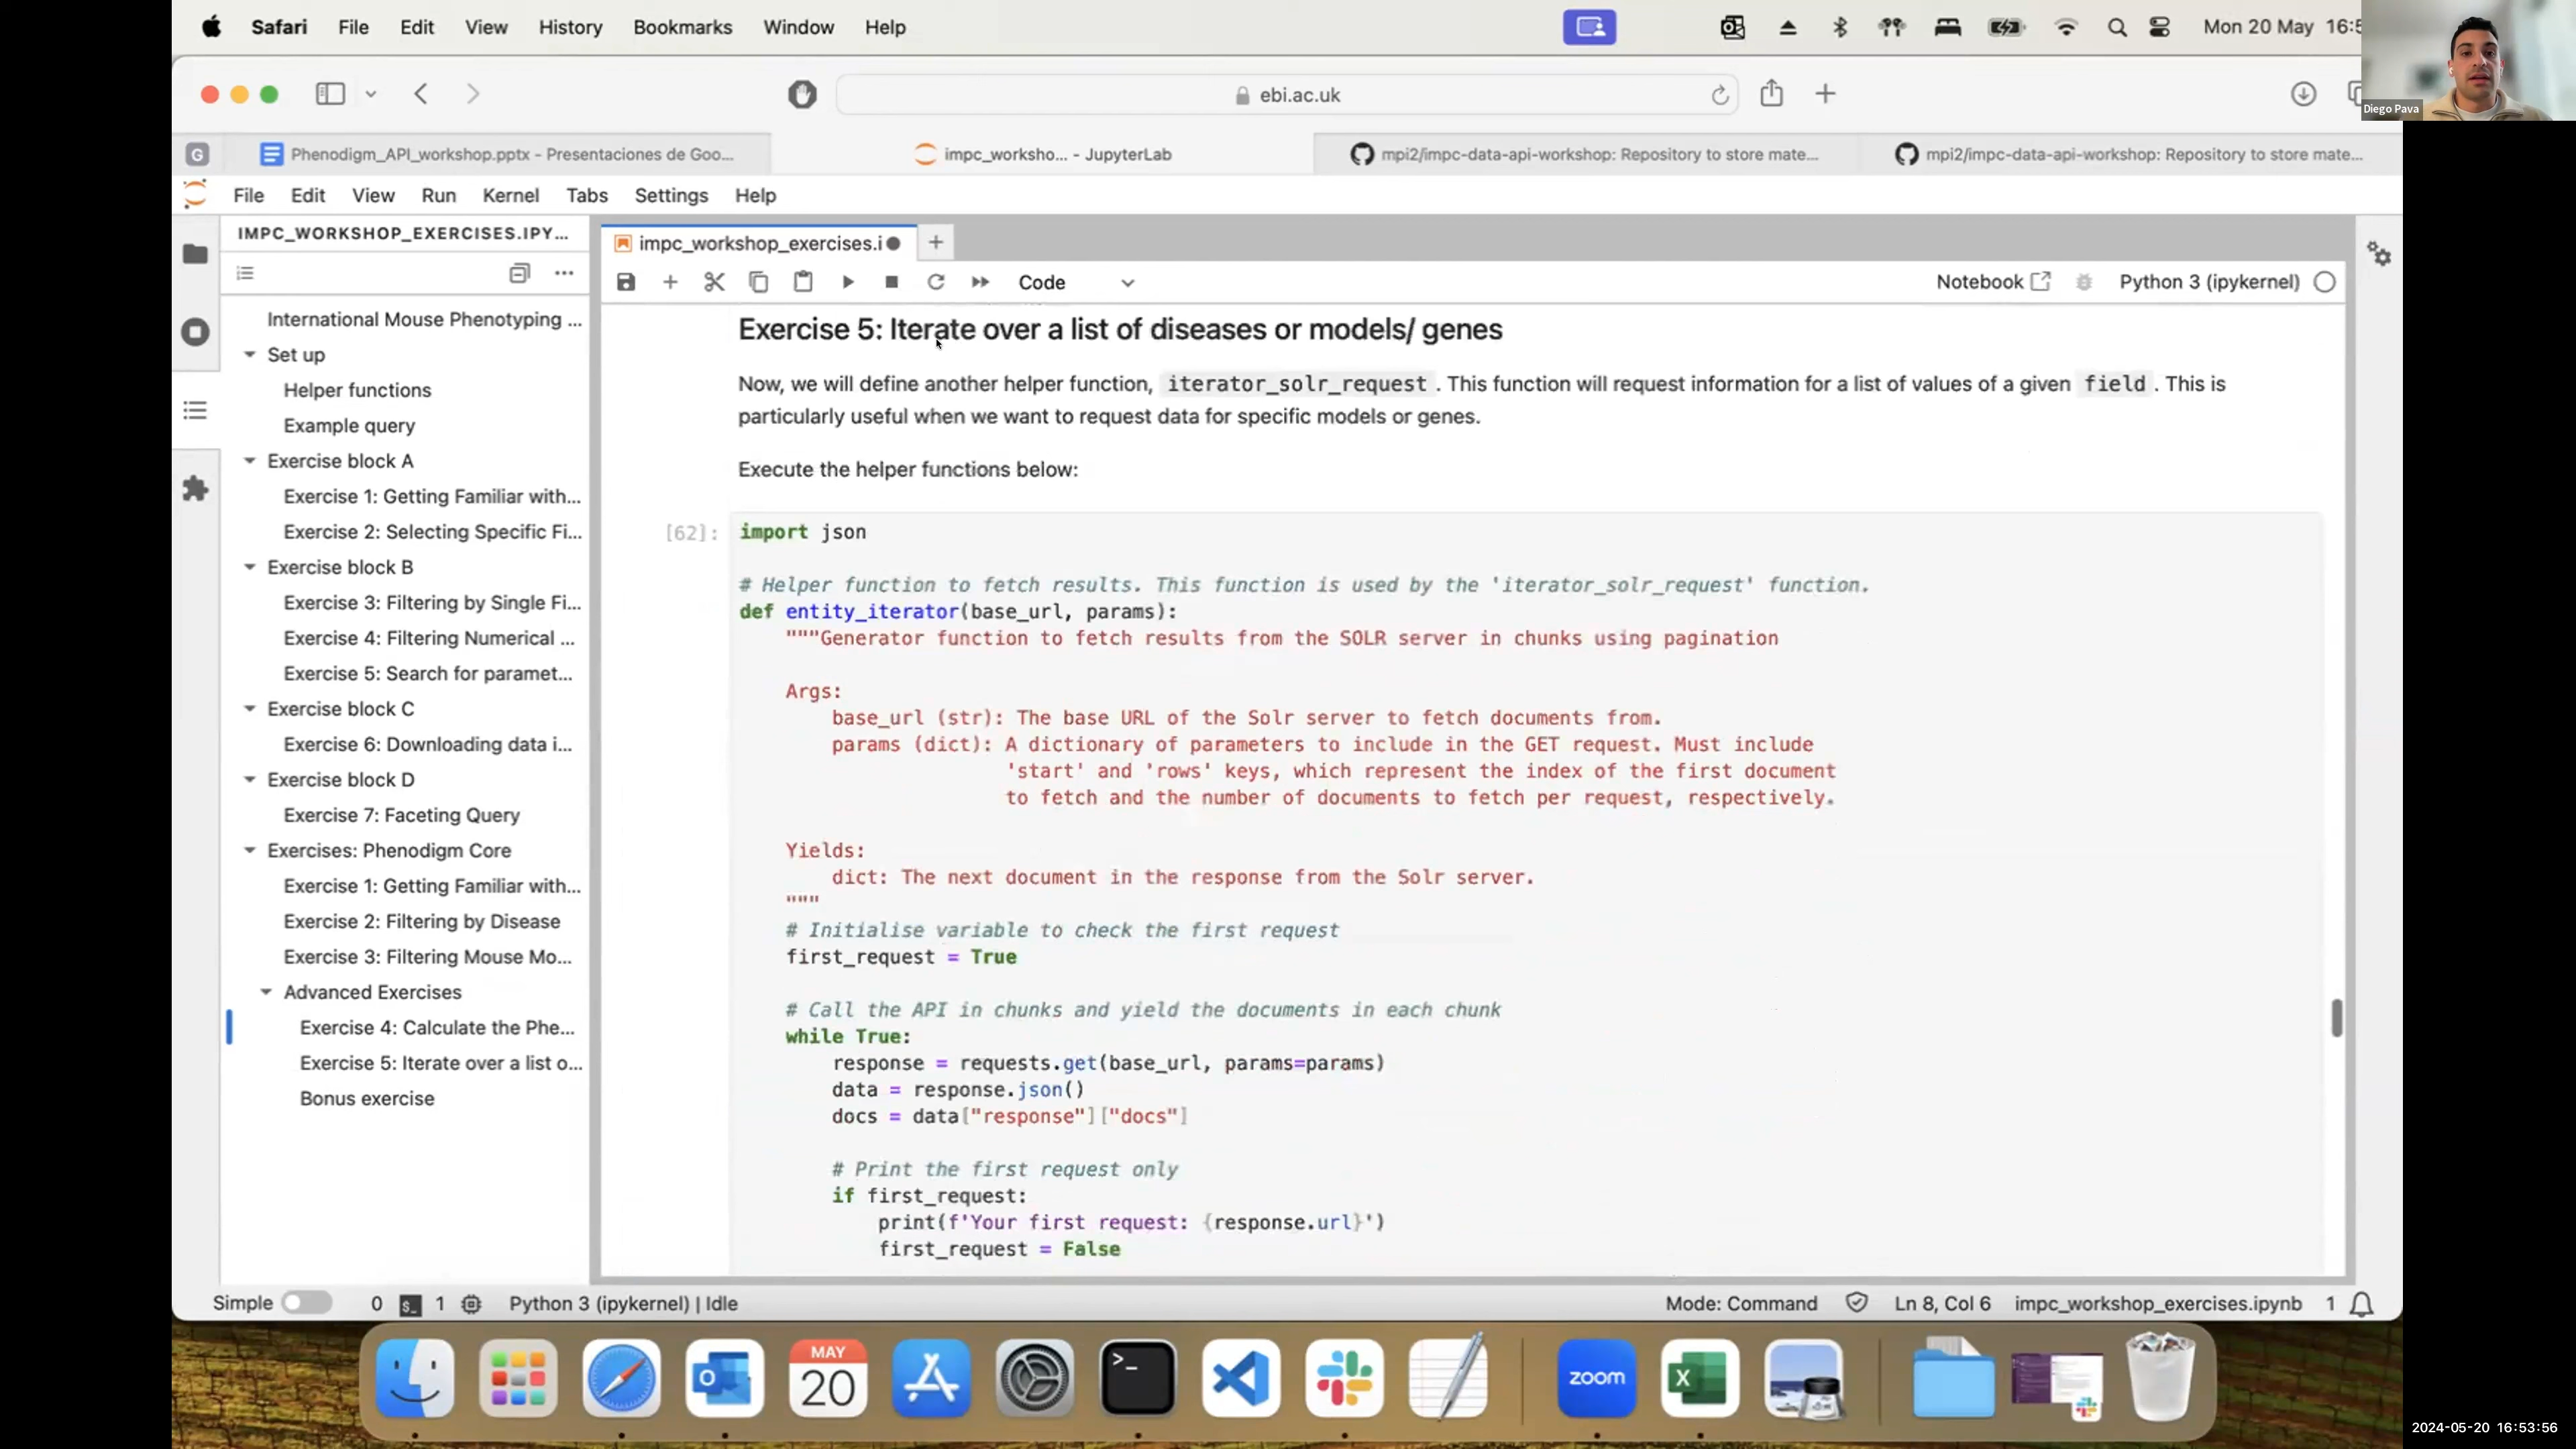 Safari File Edit View History Bookmarks Window Help Mon 20 May 16:5
ebi.ac.uk
Diego Pava
G Phenodigm_API_workshop.pptx - Presentaciones de Goo... impc_worksho... - JupyterLab mpi2/impc-data-api-workshop: Repository to store mate... mpi2/impc-data-api-workshop: Repository to store mate...
File Edit View Run Kernel Tabs Settings Help
IMPC_WORKSHOP_EXERCISES.IPY...
impc_workshop_exercises.i
Code Notebook Python 3 (ipykernel)
International Mouse Phenotyping ...
Set up
Helper functions
Example query
Exercise block A
Exercise 1: Getting Familiar with...
Exercise 2: Selecting Specific Fi...
Exercise block B
Exercise 3: Filtering by Single Fi...
Exercise 4: Filtering Numerical ...
Exercise 5: Search for paramet...
Exercise block C
Exercise 6: Downloading data i...
Exercise block D
Exercise 7: Faceting Query
Exercises: Phenodigm Core
Exercise 1: Getting Familiar with...
Exercise 2: Filtering by Disease
Exercise 3: Filtering Mouse Mo...
Advanced Exercises
Exercise 4: Calculate the Phe...
Exercise 5: Iterate over a list o...
Bonus exercise
Exercise 5: Iterate over a list of diseases or models/ genes
Now, we will define another helper function, iterator_solr_request . This function will request information for a list of values of a given field . This is
particularly useful when we want to request data for specific models or genes.
Execute the helper functions below:
[62]: import json
# Helper function to fetch results. This function is used by the 'iterator_solr_request' function.
def entity_iterator(base_url, params):
"""Generator function to fetch results from the SOLR server in chunks using pagination
Args:
base_url (str): The base URL of the Solr server to fetch documents from.
params (dict): A dictionary of parameters to include in the GET request. Must include
'start' and 'rows' keys, which represent the index of the first document
to fetch and the number of documents to fetch per request, respectively.
Yields:
dict: The next document in the response from the Solr server.
"""
# Initialise variable to check the first request
first_request = True
# Call the API in chunks and yield the documents in each chunk
while True:
response = requests.get(base_url, params=params)
data = response.json()
docs = data["response"]["docs"]
# Print the first request only
if first_request:
print(f'Your first request: {response.url}')
first_request = False
Simple 0 $_ 1 Python 3 (ipykernel) | Idle Mode: Command Ln 8, Col 6 impc_workshop_exercises.ipynb 1
MAY
20
zoom
2024-05-20 16:53:56